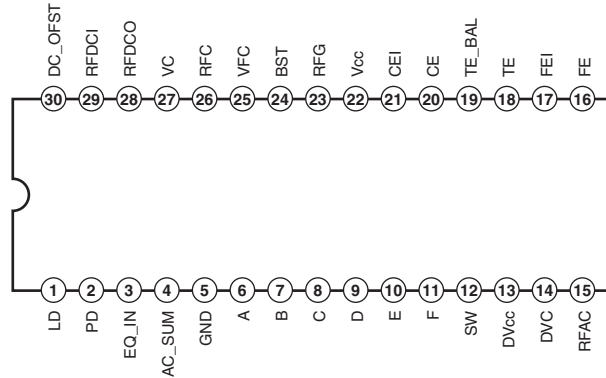 DC_OFST
RFDCI
RFDCO
VC
RFC
VFC
BST
RFG
Vcc
CEI
CE
TE_BAL
TE
FEI
FE
30 29 28 27 26 25 24 23 22 21 20 19 18 17 16
1 2 3 4 5 6 7 8 9 10 11 12 13 14 15
LD
PD
EQ_IN
AC_SUM
GND
A
B
C
D
E
F
SW
DVcc
DVC
RFAC